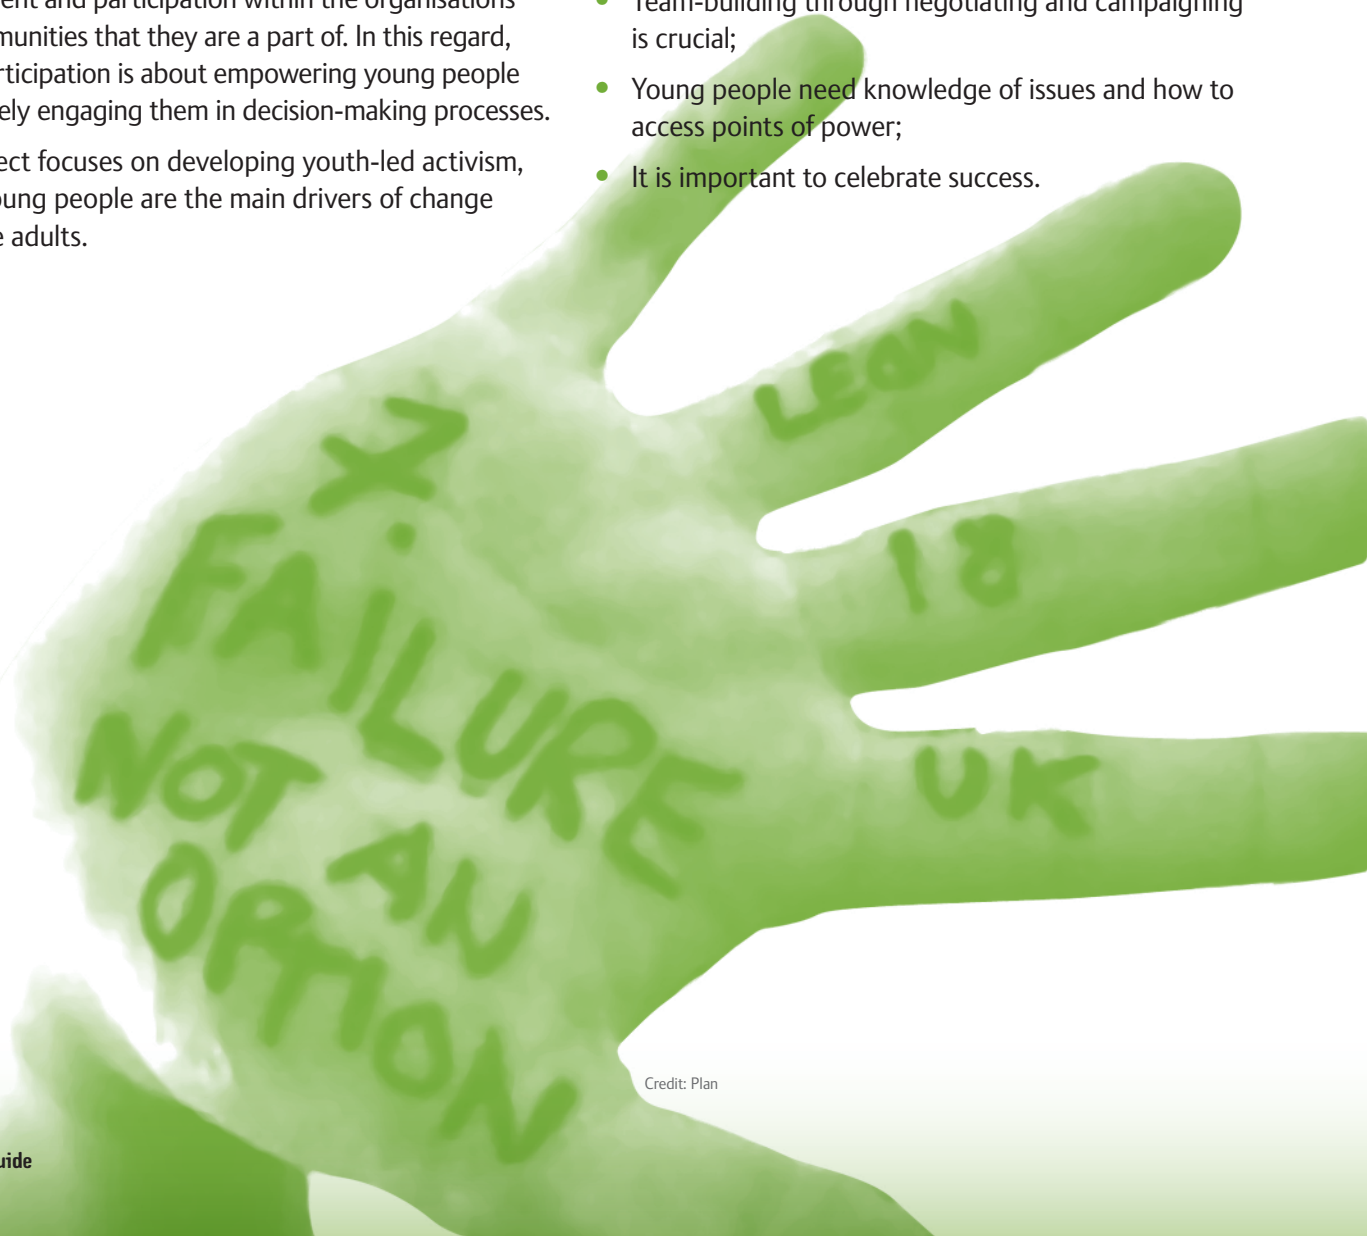 ent and participation within the organisations
munities that they are a part of. In this regard,
rticipation is about empowering young people
ely engaging them in decision-making processes.
ect focuses on developing youth-led activism,
oung people are the main drivers of change
e adults.
• Team-building through negotiating and campaigning
is crucial;
• Young people need knowledge of issues and how to
access points of power;
• It is important to celebrate success.
LEON
18
UK
7.
FAILURE
NOT AN
OPTION
Credit: Plan
uide